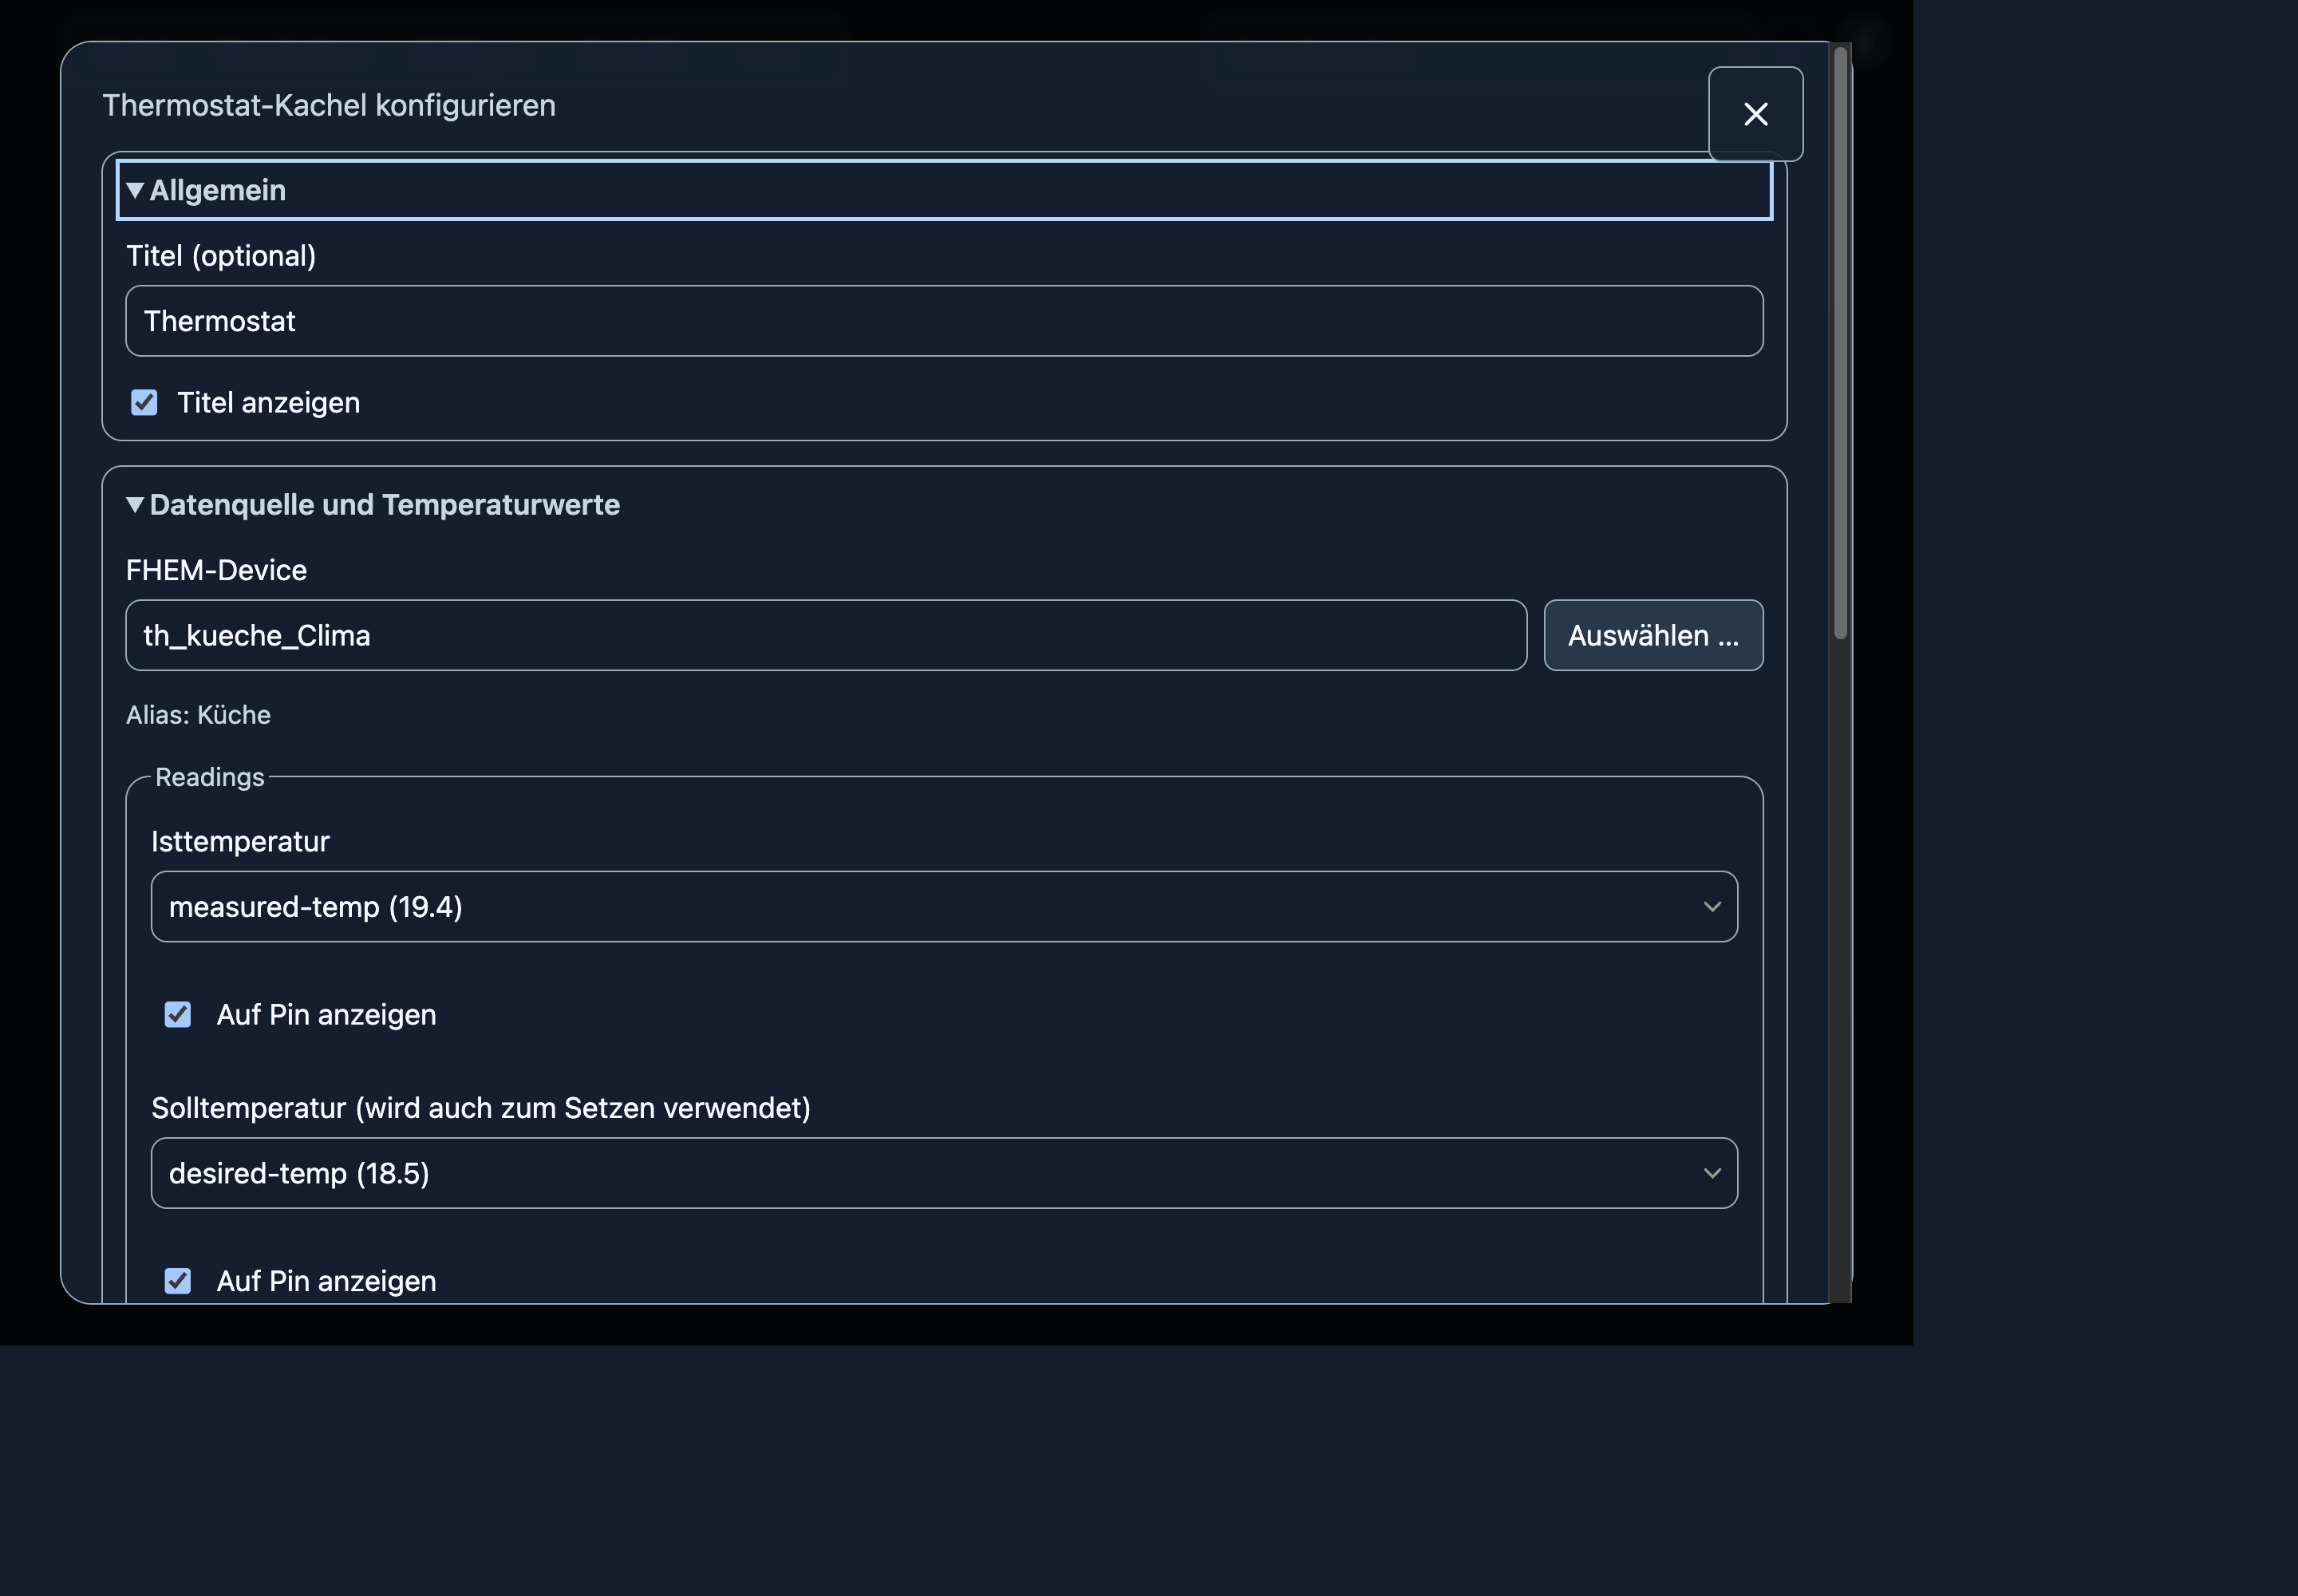 Thermostat-Kachel konfigurieren
Allgemein
Titel (optional)
Thermostat
Titel anzeigen
Datenquelle und Temperaturwerte
FHEM-Device
th_kueche_Clima
Auswählen ...
Alias: Küche
Readings
Isttemperatur
measured-temp (19.4)
Auf Pin anzeigen
Solltemperatur (wird auch zum Setzen verwendet)
desired-temp (18.5)
Auf Pin anzeigen